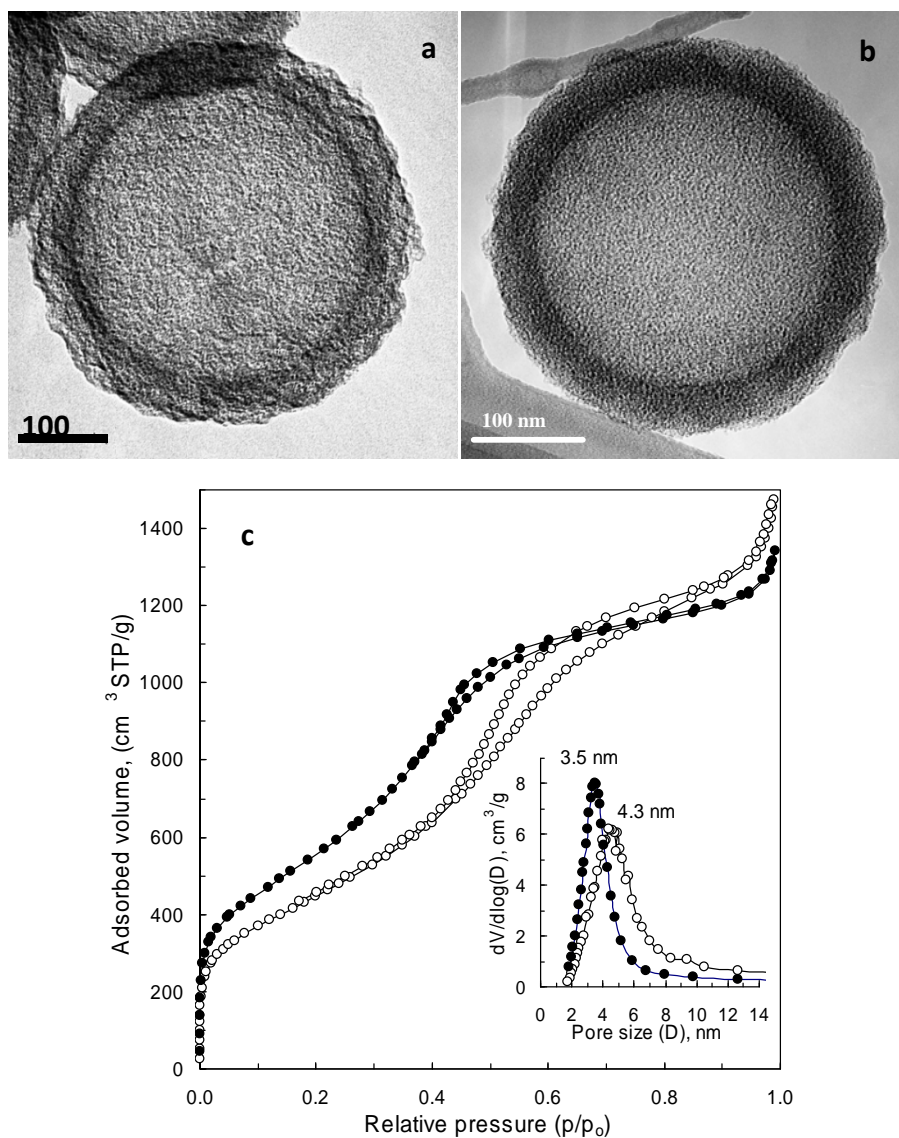 a
100
b
100 nm
c
Adsorbed volume, (cm³ STP/g)
1400
1200
1000
800
600
400
200
0
0.0 0.2 0.4 0.6 0.8 1.0
Relative pressure (p/pₒ)
3.5 nm
4.3 nm
dV/dlog(D), cm³/g
8
6
4
2
0
0 2 4 6 8 10 12 14
Pore size (D), nm